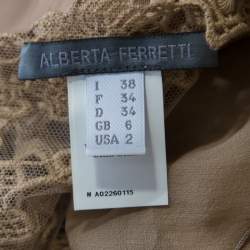 ALBERTA FERRETTI
I 38
F 34
D 34
GB 6
USA 2
N A02260115